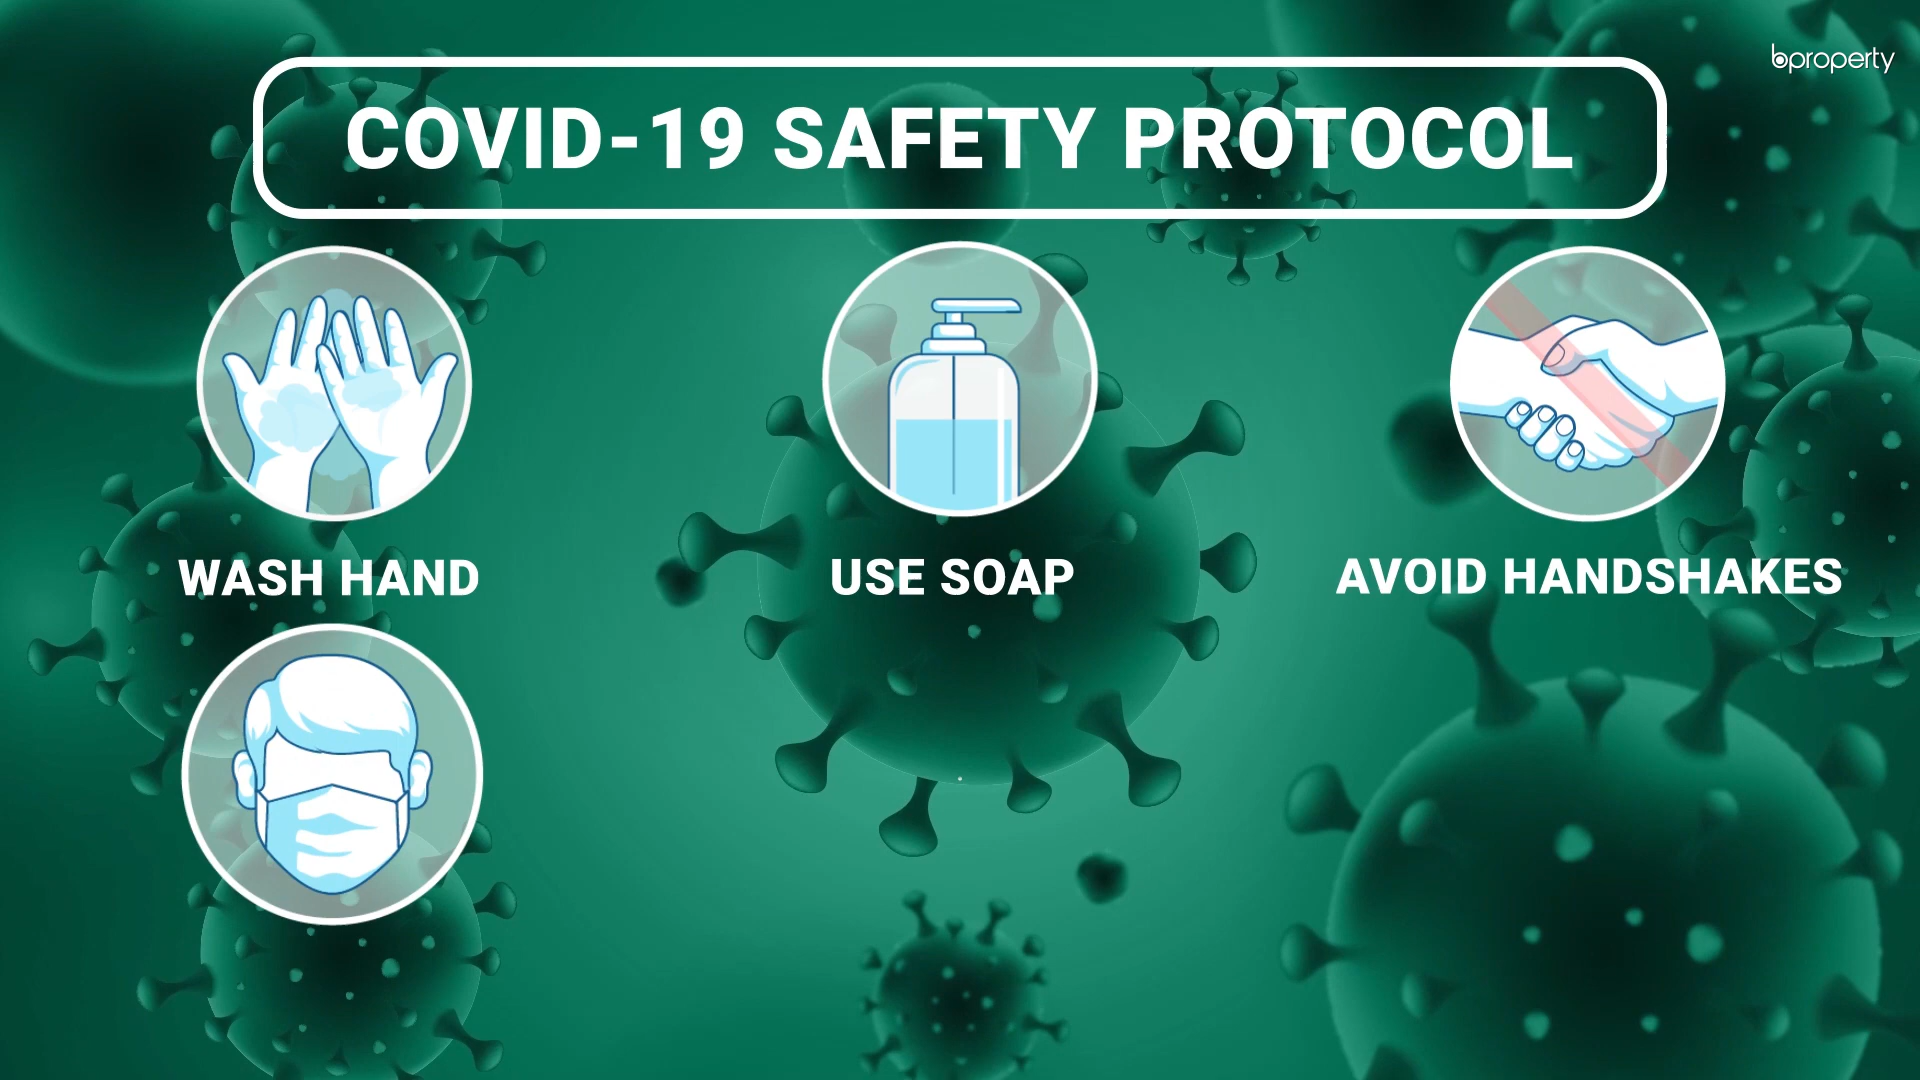 bproperty
COVID-19 SAFETY PROTOCOL
WASH HAND
USE SOAP
AVOID HANDSHAKES